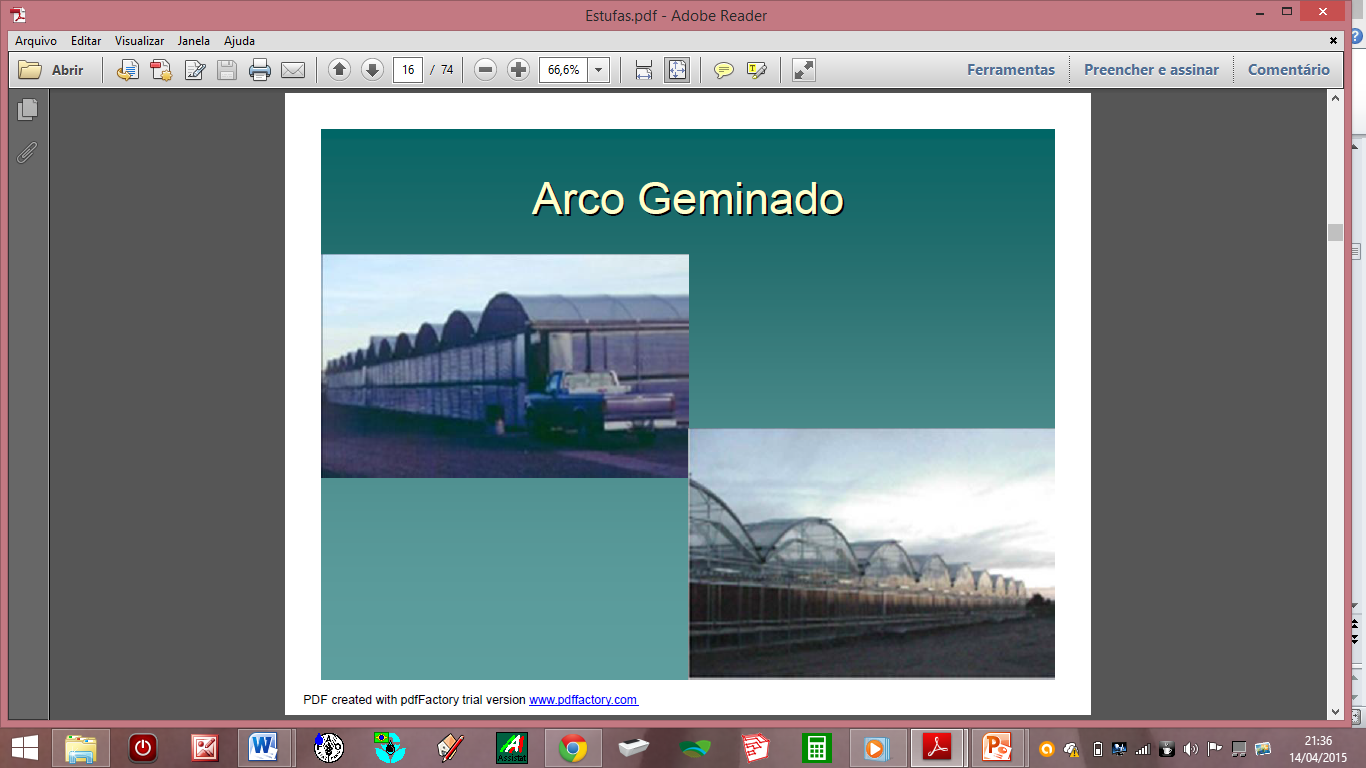 Estufas.pdf - Adobe Reader
Arquivo Editar Visualizar Janela Ajuda
Abrir 16 / 74 66,6% Ferramentas Preencher e assinar Comentário
Arco Geminado
PDF created with pdfFactory trial version www.pdffactory.com
Assistat
21:36
14/04/2015